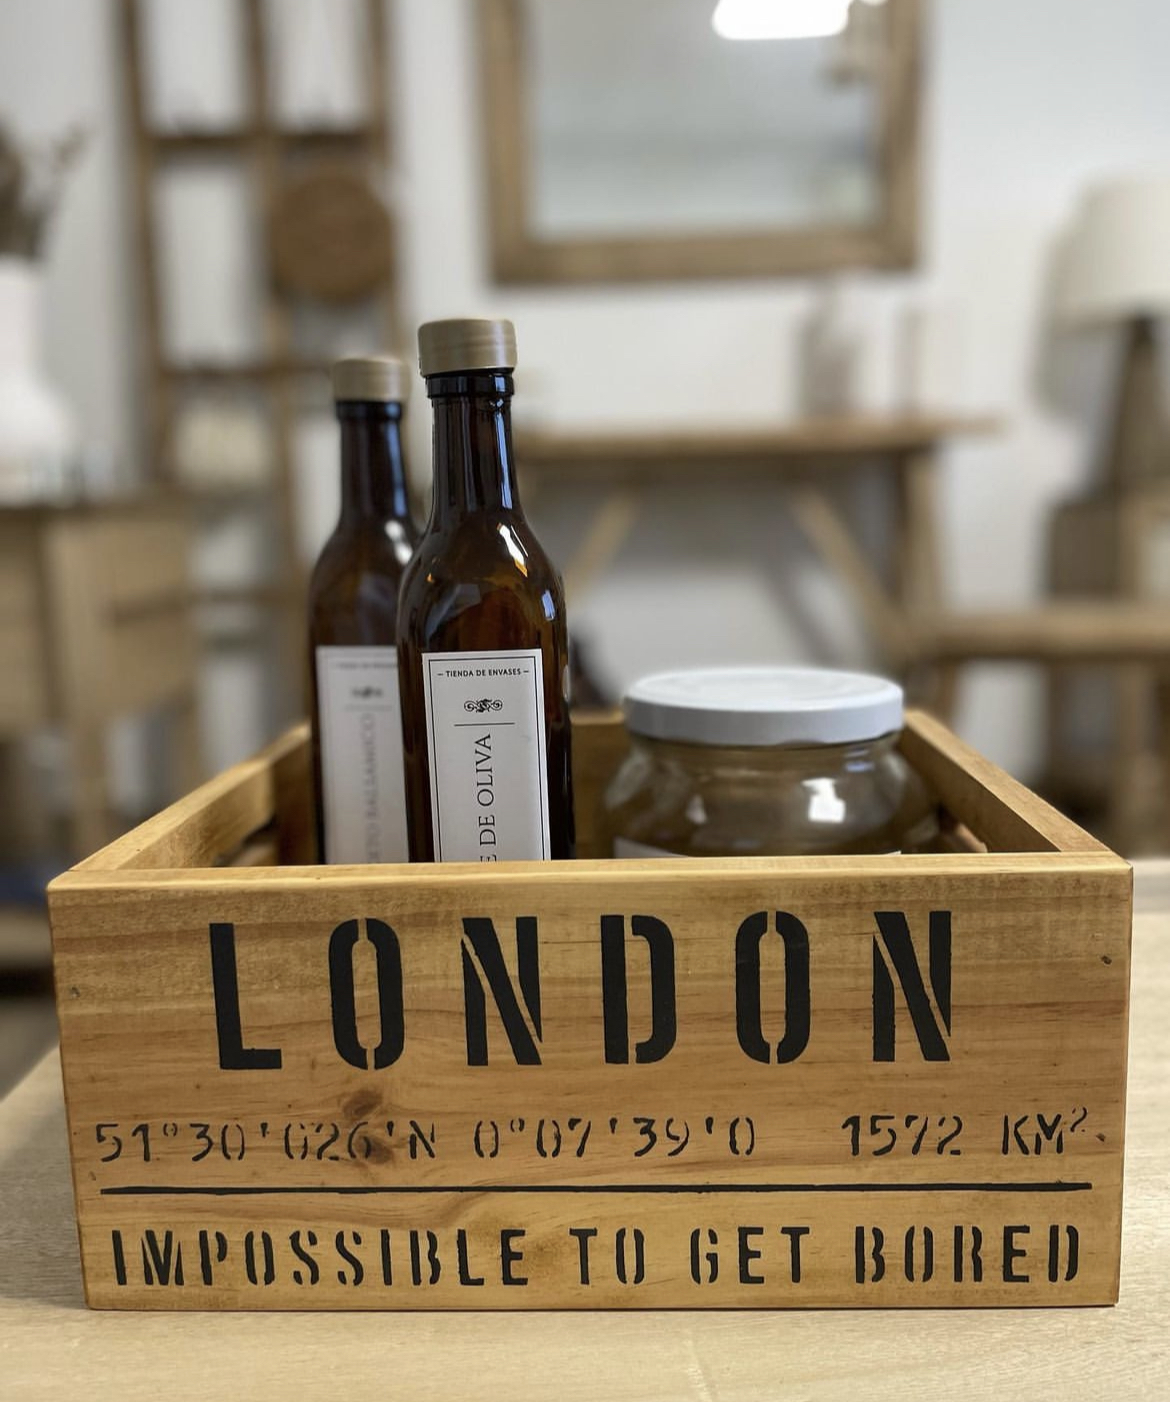 TIENDA DE ENVASES
DE OLIVA
LONDON
51°30'026'N 0°07'39'O 1572 KM²
IMPOSSIBLE TO GET BORED